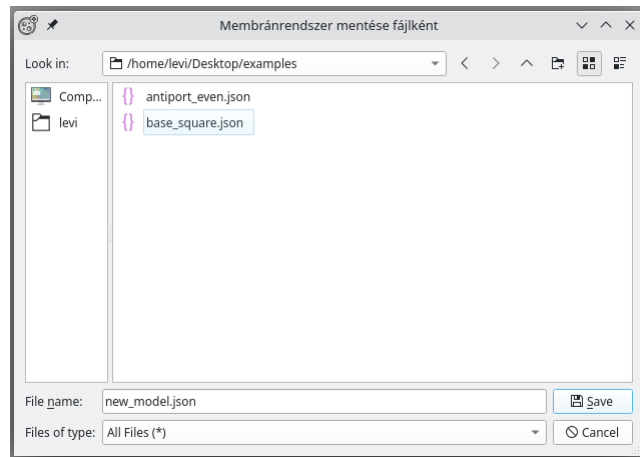 Membránrendszer mentése fájlként
Look in: /home/levi/Desktop/examples
Comp...
levi
antiport_even.json
base_square.json
File name: new_model.json Save
Files of type: All Files (*) Cancel